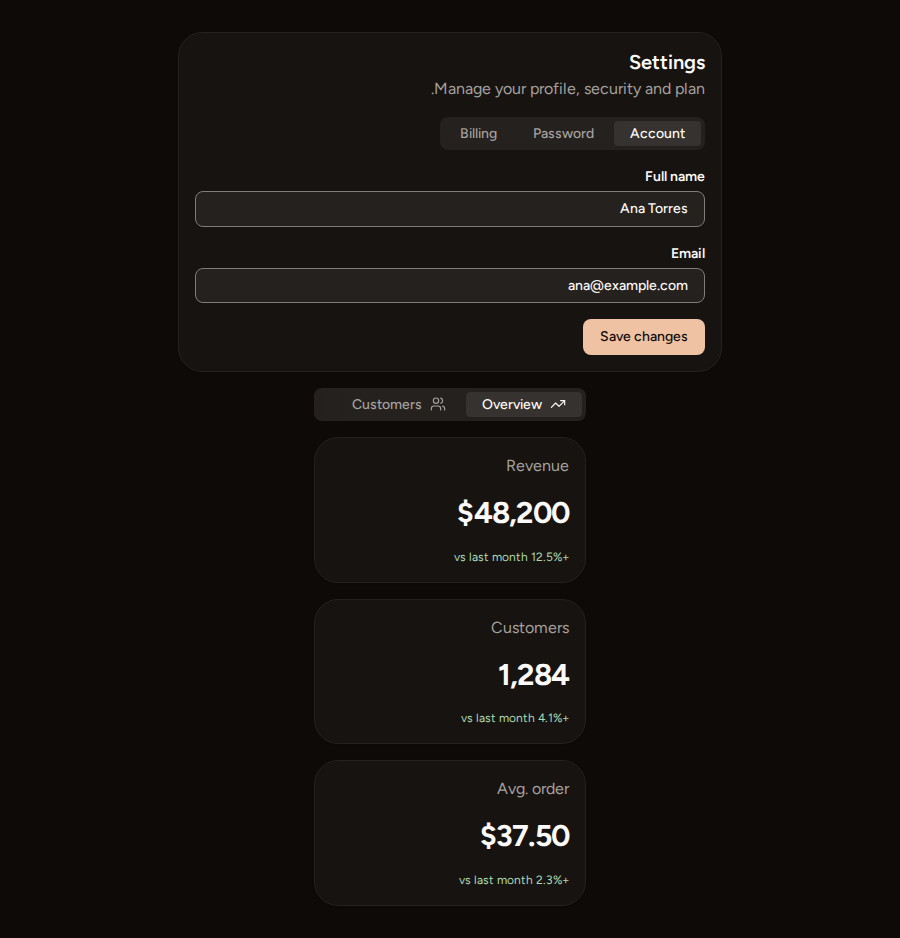 Settings
Manage your profile, security and plan.
Account Password Billing
Full name
Ana Torres
Email
ana@example.com
Save changes
Overview Customers
Revenue
$48,200
+12.5% vs last month
Customers
1,284
+4.1% vs last month
Avg. order
$37.50
+2.3% vs last month